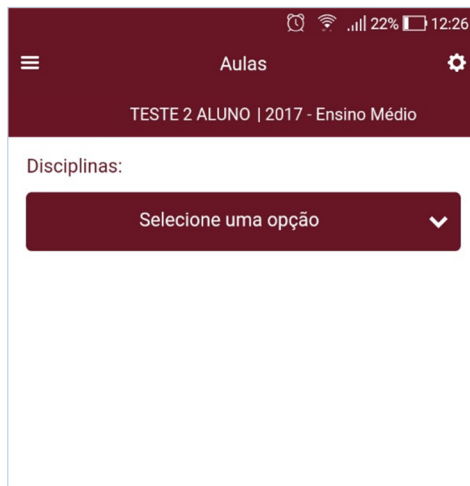 22% 12:26
Aulas
TESTE 2 ALUNO | 2017 - Ensino Médio
Disciplinas:
Selecione uma opção